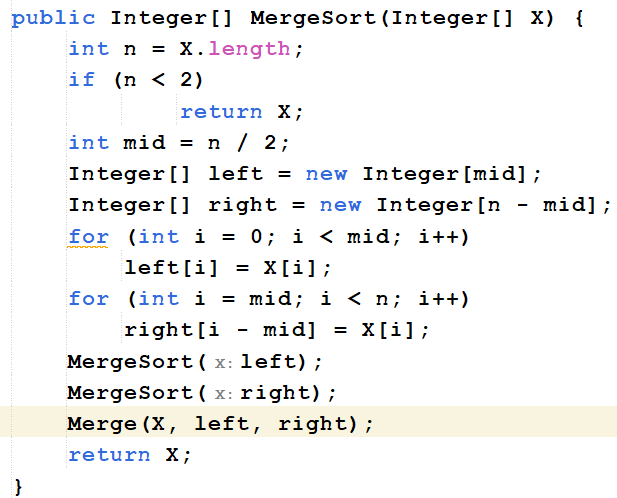 public Integer[] MergeSort(Integer[] X) {
int n = X.length;
if (n < 2)
return X;
int mid = n / 2;
Integer[] left = new Integer[mid];
Integer[] right = new Integer[n - mid];
for (int i = 0; i < mid; i++)
left[i] = X[i];
for (int i = mid; i < n; i++)
right[i - mid] = X[i];
MergeSort( x: left);
MergeSort( x: right);
Merge(X, left, right);
return X;
}